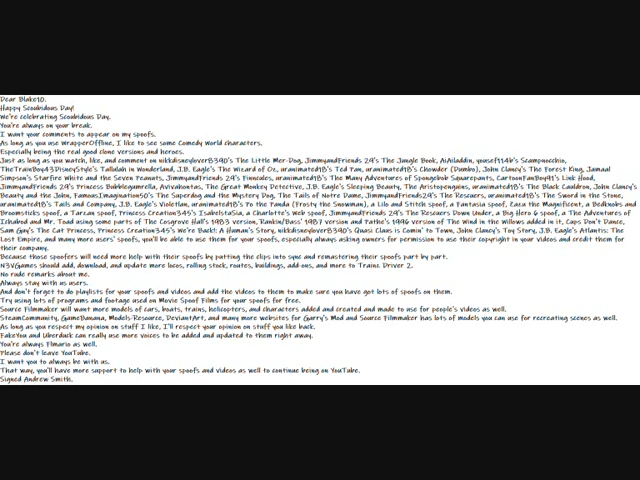 Dear Blake10.
Happy Scoubidous Day!
We're celebrating Scoubidous Day.
You're always on your break.
I want your comments to appear on my spoofs.
As long as you use WrapperOffline, I like to see some Comedy World characters.
Especially being the real good clone versions and heroes.
Just as long as you watch, like, and comment on nikkdisneylover8390's The Little Mer-Dog, JimmyandFriends 29's The Jungle Book, AiAiladdin, yousef114b's Scampnocchio,
TheTrainBoy43DisneyStyle's Tallulah in Wonderland, J.B. Eagle's The Wizard of Oz, uranimated18's Ted Pan, uranimated18's Chowder (Dumbo), John Clancy's The Forest King, Jamaal
Simpson's Starfire White and the Seven Peanuts, JimmyandFriends 29's Finneules, uranimated18's The Many Adventures of Spongebob Squarepants, CartoonFanBoy91's Link Hood,
JimmyandFriends 29's Princess Bubblegumrella, Avivahontas, The Great Monkey Detective, J.B. Eagle's Sleeping Beauty, The Aristopenguins, uranimated18's The Black Cauldron, John Clancy's
Beauty and the John, FamousImagination50's The Superdog and the Mystery Dog, The Tails of Notre Dame, JimmyandFriends29's The Rescuers, uranimated18's The Sword in the Stone,
uranimated18's Tails and Company, J.B. Eagle's Violetlan, uranimated18's Po the Panda (Frosty the Snowman), a Lilo and Stitch spoof, a Fantasia spoof, Zaza the Magnificent, a Bedknobs and
Broomsticks spoof, a Tarzan spoof, Princess Creation345's IsabelstaSia, a Charlotte's Web spoof, JimmyandFriends 29's The Rescuers Down Under, a Big Hero 6 spoof, a The Adventures of
Ichabod and Mr. Toad using some parts of The Cosgrove Hall's 1983 version, Rankin/Bass' 1987 version and Pathe's 1996 version of The Wind in the Willows added in it, Cups Don't Dance,
Sam Guy's The Cat Princess, Princess Creation345's We're Back! A Human's Story, nikkdisneylover8390's Quasi Claus is Comin' to Town, John Clancy's Toy Story, J.B. Eagle's Atlantis: The
Lost Empire, and many more users' spoofs, you'll be able to use them for your spoofs, especially always asking owners for permission to use their copyright in your videos and credit them for
their company.
Because those spoofers will need more help with their spoofs by putting the clips into sync and remastering their spoofs part by part.
N3VGames should add, download, and update more locos, rolling stock, routes, buildings, add ons, and more to Trainz Driver 2.
No rude remarks about me.
Always stay with us users.
And don't forget to do playlists for your spoofs and videos and add the videos to them to make sure you have got lots of spoofs on them.
Try using lots of programs and footage used on Movie Spoof Films for your spoofs for free.
Source Filmmaker will want more models of cars, boats, trains, helicopters, and characters added and created and made to use for people's videos as well.
SteamCommunity, GameBanana, Models-Resource, DeviantArt, and many more websites for Garry's Mod and Source Filmmaker has lots of models you can use for recreating scenes as well.
As long as you respect my opinion on stuff I like, I'll respect your opinion on stuff you like back.
FakeYou and Uberduck can really use more voices to be added and updated to them right away.
You're always Plmario as well.
Please don't leave YouTube.
I want you to always be with us.
That way, you'll have more support to help with your spoofs and videos as well to continue being on YouTube.
Signed Andrew Smith.